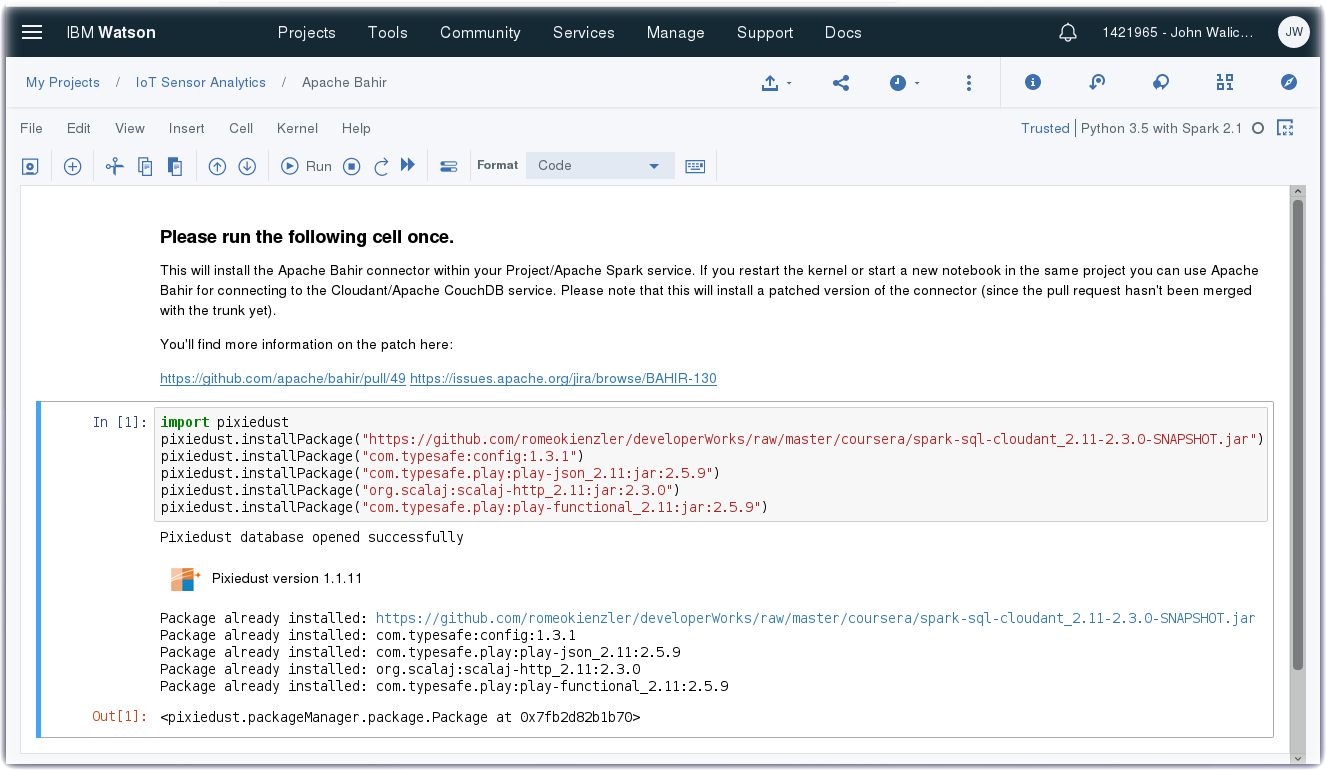 IBM Watson Projects Tools Community Services Manage Support Docs 1421965 - John Walic... JW
My Projects / IoT Sensor Analytics / Apache Bahir
File Edit View Insert Cell Kernel Help Trusted Python 3.5 with Spark 2.1
Run Format Code
Please run the following cell once.
This will install the Apache Bahir connector within your Project/Apache Spark service. If you restart the kernel or start a new notebook in the same project you can use Apache
Bahir for connecting to the Cloudant/Apache CouchDB service. Please note that this will install a patched version of the connector (since the pull request hasn't been merged
with the trunk yet).
You'll find more information on the patch here:
https://github.com/apache/bahir/pull/49 https://issues.apache.org/jira/browse/BAHIR-130
In [1]: import pixiedust
pixiedust.installPackage("https://github.com/romeokienzler/developerWorks/raw/master/coursera/spark-sql-cloudant_2.11-2.3.0-SNAPSHOT.jar")
pixiedust.installPackage("com.typesafe:config:1.3.1")
pixiedust.installPackage("com.typesafe.play:play-json_2.11:jar:2.5.9")
pixiedust.installPackage("org.scalaj:scalaj-http_2.11:jar:2.3.0")
pixiedust.installPackage("com.typesafe.play:play-functional_2.11:jar:2.5.9")
Pixiedust database opened successfully
Pixiedust version 1.1.11
Package already installed: https://github.com/romeokienzler/developerWorks/raw/master/coursera/spark-sql-cloudant_2.11-2.3.0-SNAPSHOT.jar
Package already installed: com.typesafe:config:1.3.1
Package already installed: com.typesafe.play:play-json_2.11:2.5.9
Package already installed: org.scalaj:scalaj-http_2.11:2.3.0
Package already installed: com.typesafe.play:play-functional_2.11:2.5.9
Out[1]: <pixiedust.packageManager.package.Package at 0x7fb2d82b1b70>